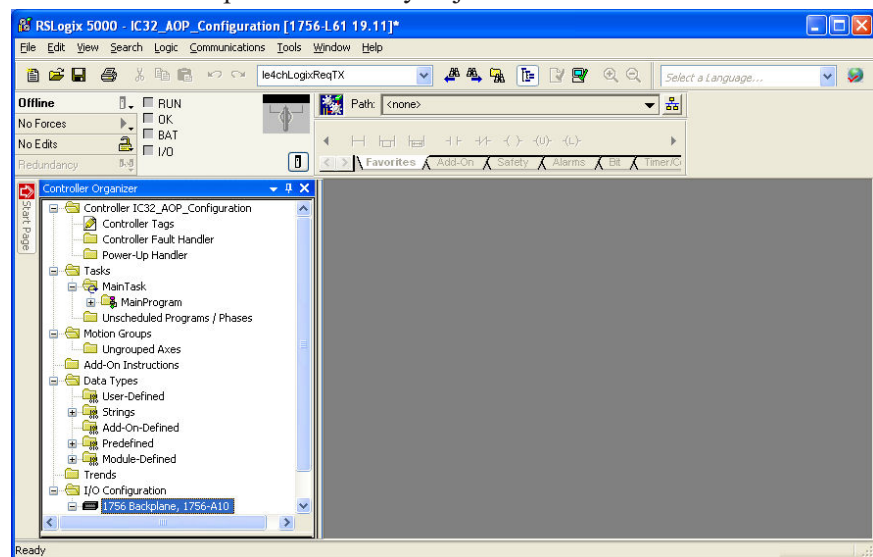 RSLogix 5000 - IC32_AOP_Configuration [1756-L61 19.11]*
File Edit View Search Logic Communications Tools Window Help
le4chLogixReqTX
Select a Language...
Offline
RUN
No Forces
OK
No Edits
BAT
Redundancy
I/O
Path: <none>
Favorites Add-On Safety Alarms Bit Timer/C
Start Page
Controller Organizer
Controller IC32_AOP_Configuration
Controller Tags
Controller Fault Handler
Power-Up Handler
Tasks
MainTask
MainProgram
Unscheduled Programs / Phases
Motion Groups
Ungrouped Axes
Add-On Instructions
Data Types
User-Defined
Strings
Add-On-Defined
Predefined
Module-Defined
Trends
I/O Configuration
1756 Backplane, 1756-A10
Ready